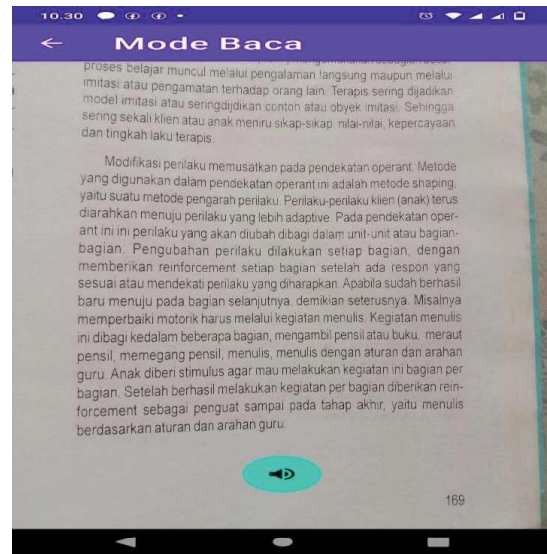 10.30
Mode Baca
proses belajar muncul melalui pengalaman langsung maupun melalui
imitasi atau pengamatan terhadap orang lain. Terapis sering dijadikan
model imitasi atau seringdijdikan contoh atau obyek imitasi. Sehingga
sering sekali klien atau anak meniru sikap-sikap, nilai-nilai, kepercayaan
dan tingkah laku terapis.
Modifikasi perilaku memusatkan pada pendekatan operant. Metode
yang digunakan dalam pendekatan operant ini adalah metode shaping,
yaitu suatu metode pengarah perilaku. Perilaku-perilaku klien (anak) terus
diarahkan menuju perilaku yang lebih adaptive. Pada pendekatan oper-
ant ini ini perilaku yang akan diubah dibagi dalam unit-unit atau bagian-
bagian. Pengubahan perilaku dilakukan setiap bagian, dengan
memberikan reinforcement setiap bagian setelah ada respon yang
sesuai atau mendekati perilaku yang diharapkan. Apabila sudah berhasil
baru menuju pada bagian selanjutnya, demikian seterusnya. Misalnya
memperbaiki motorik harus melalui kegiatan menulis. Kegiatan menulis
ini dibagi kedalam beberapa bagian, mengambil pensil atau buku, meraut
pensil, memegang pensil, menulis, menulis dengan aturan dan arahan
guru. Anak diberi stimulus agar mau melakukan kegiatan ini bagian per
bagian. Setelah berhasil melakukan kegiatan per bagian diberikan rein-
forcement sebagai penguat sampai pada tahap akhir, yaitu menulis
berdasarkan aturan dan arahan guru.
169